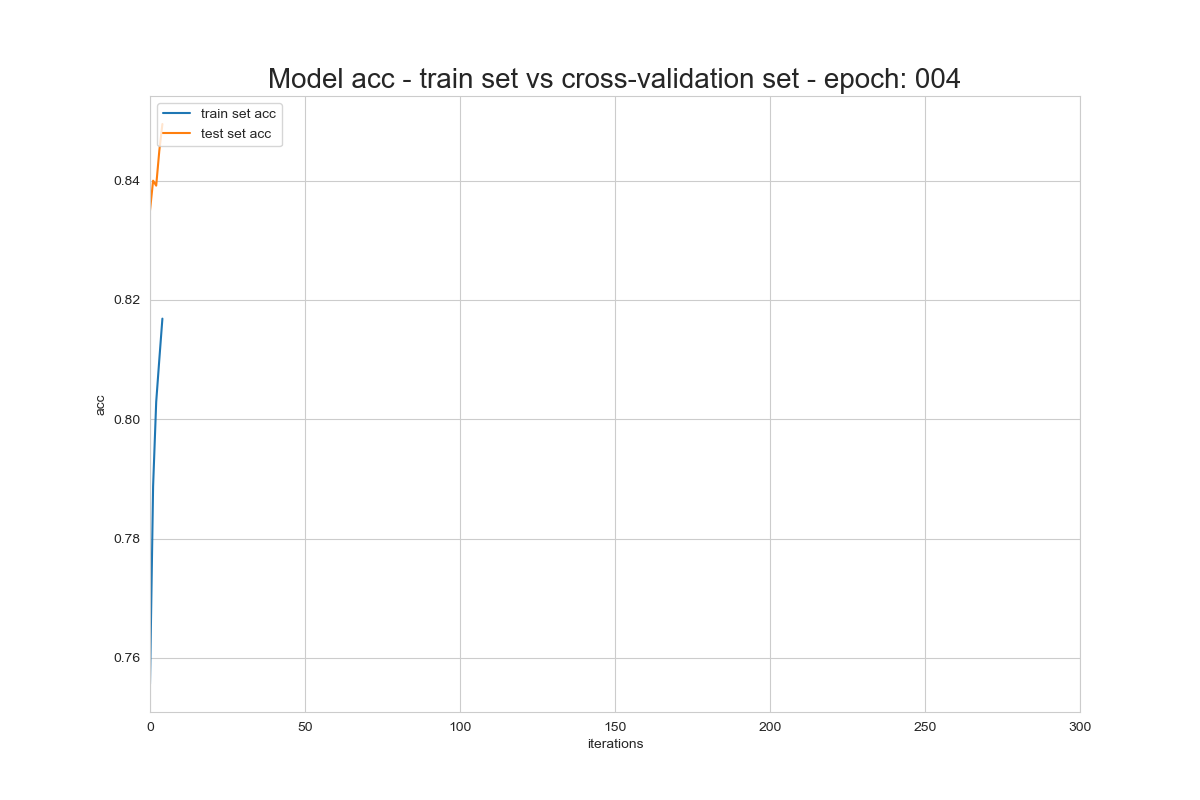 Model acc - train set vs cross-validation set - epoch: 004
train set acc
test set acc
0.84
0.82
0.80
0.78
0.76
acc
0 50 100 150 200 250 300
iterations